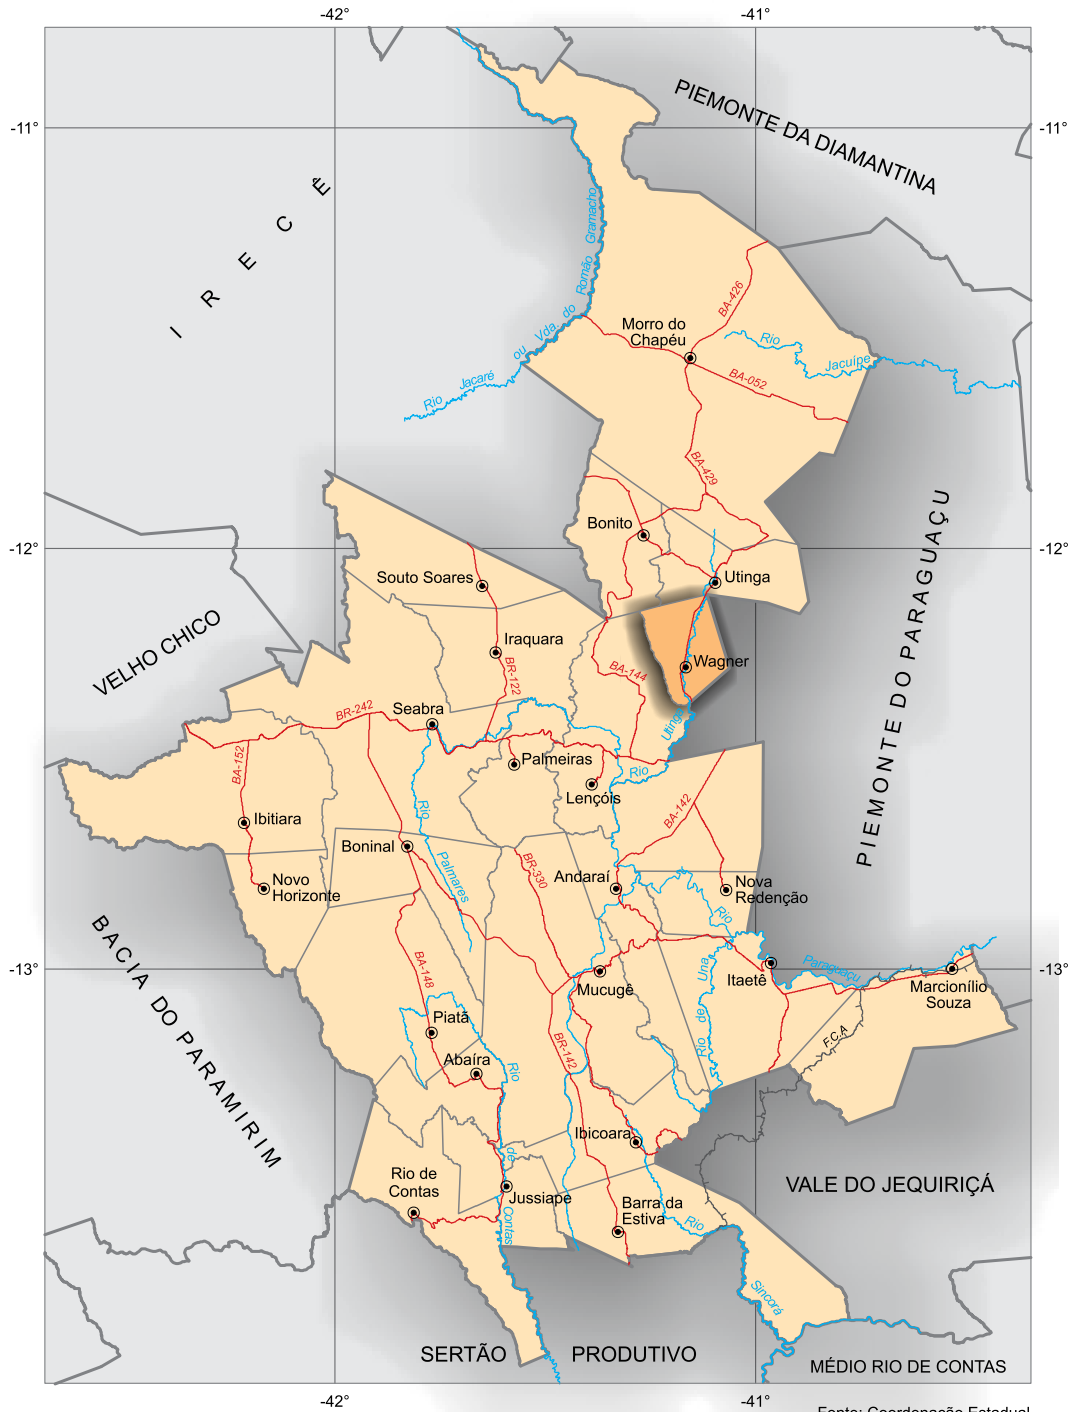 -42°
-41°
-11°
-11°
PIEMONTE DA DIAMANTINA
IRECÊ
Rio Jacaré ou Vda. do Romão Gramacho
BA-426
Morro do
Chapéu
Rio Jacuípe
BA-052
BA-429
Bonito
-12°
-12°
Utinga
Souto Soares
PIEMONTE DO PARAGUAÇU
VELHO CHICO
Iraquara
BR-122
BA-144
Wagner
BR-242
Seabra
Rio Utinga
BA-152
Palmeiras
Lençóis
BA-142
Ibitiara
Rio Palmares
Boninal
BR-330
Andaraí
Nova
Redenção
Novo
Horizonte
Rio Paraguaçu
BACIA DO PARAMIRIM
-13°
-13°
BA-148
Mucugê
Itaetê
Marcionílio
Souza
Rio de Una
Piatã
F.C.A
Abaíra
BR-142
Rio de Contas
Ibicoara
Rio de
Contas
Jussiape
Barra da
Estiva
VALE DO JEQUIRIÇÁ
Rio Sincorá
SERTÃO PRODUTIVO
MÉDIO RIO DE CONTAS
-42°
-41°